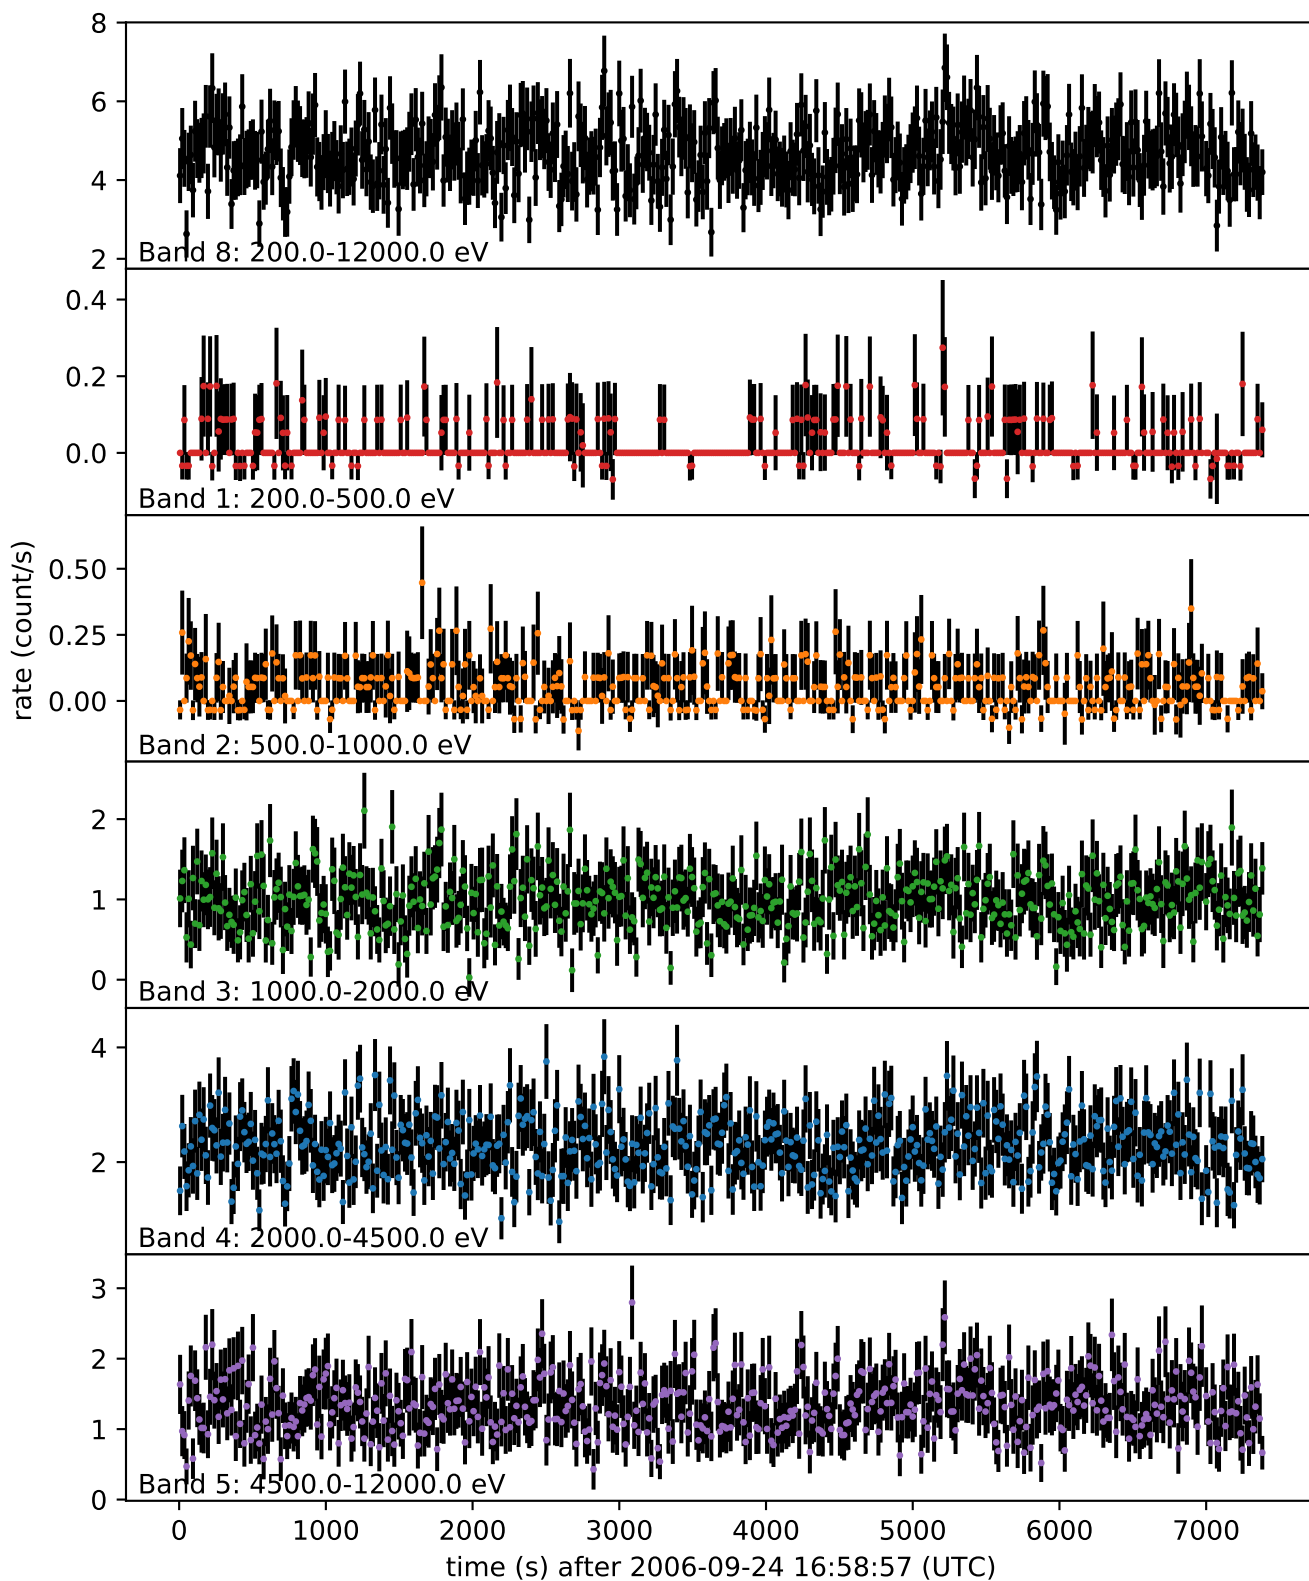 8
6
4
2
Band 8: 200.0-12000.0 eV
0.4
0.2
0.0
Band 1: 200.0-500.0 eV
rate (count/s)
0.50
0.25
0.00
Band 2: 500.0-1000.0 eV
2
1
0
Band 3: 1000.0-2000.0 eV
4
2
Band 4: 2000.0-4500.0 eV
3
2
1
0
Band 5: 4500.0-12000.0 eV
0 1000 2000 3000 4000 5000 6000 7000
time (s) after 2006-09-24 16:58:57 (UTC)